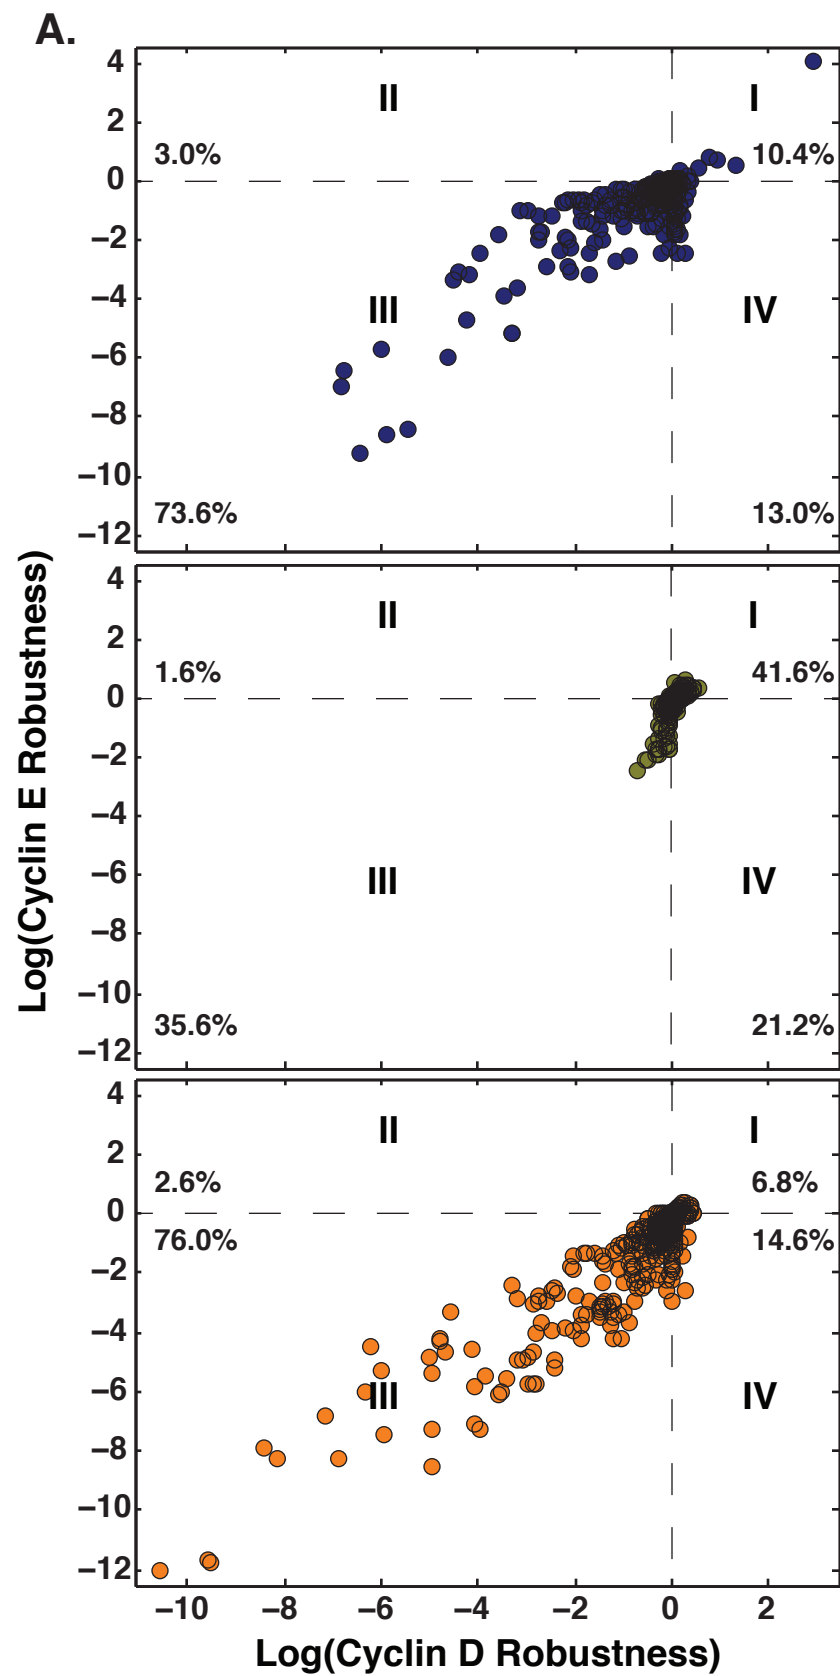 A.
4
II
I
2
3.0%
10.4%
0
−2
−4
III
IV
−6
−8
−10
73.6%
13.0%
−12
4
II
I
2
1.6%
41.6%
0
−2
−4
−6
III
IV
−8
−10
35.6%
21.2%
−12
4
II
I
2
2.6%
6.8%
0
76.0%
14.6%
−2
−4
−6
III
IV
−8
−10
−12
−10 −8 −6 −4 −2 0 2
Log(Cyclin E Robustness)
Log(Cyclin D Robustness)